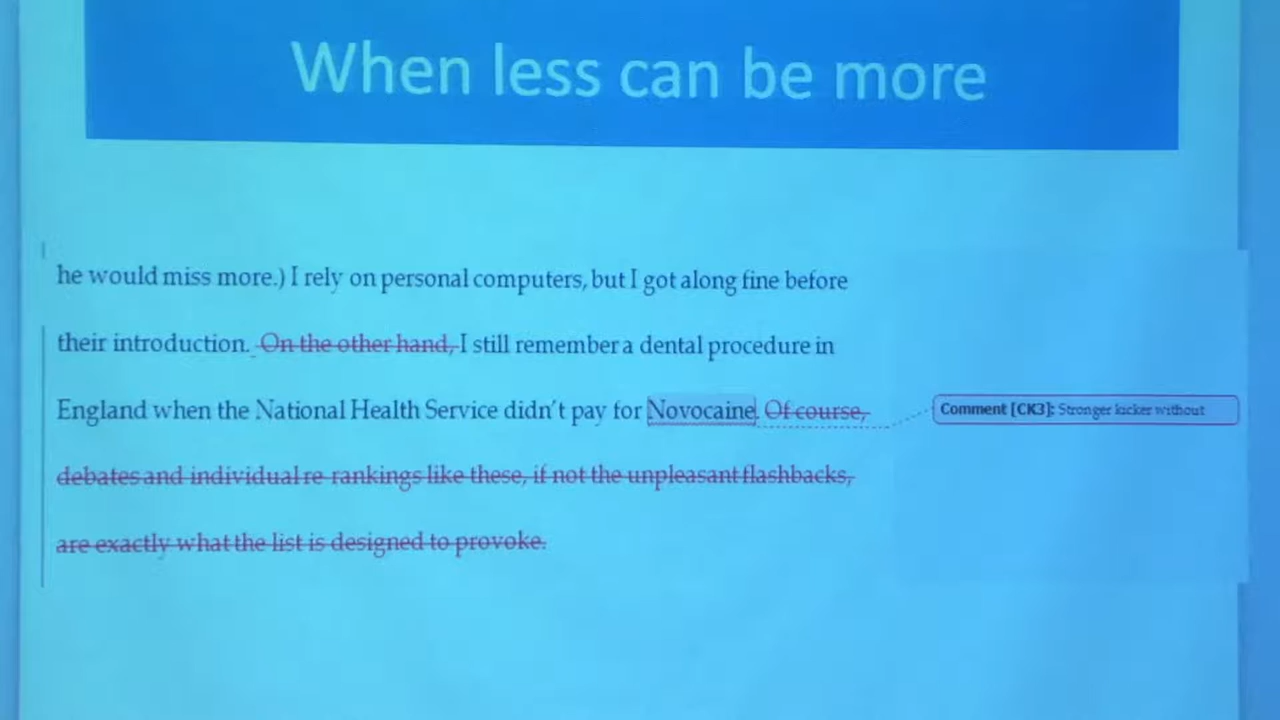 When less can be more
he would miss more.) I rely on personal computers, but I got along fine before
their introduction. On the other hand, I still remember a dental procedure in
England when the National Health Service didn't pay for Novocaine. Of course,
Comment [CK3]: Stronger kicker without
debates and individual re rankings like these, if not the unpleasant flashbacks,
are exactly what the list is designed to provoke.